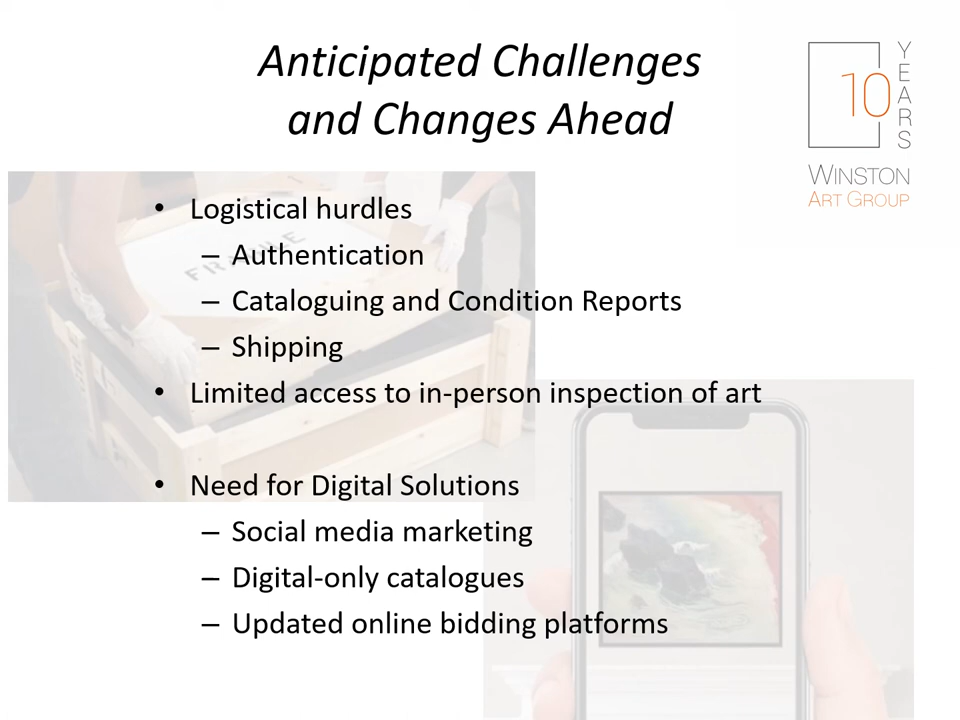 Anticipated Challenges
and Changes Ahead
10
YEARS
WINSTON
ART GROUP
• Logistical hurdles
– Authentication
– Cataloguing and Condition Reports
– Shipping
• Limited access to in-person inspection of art
• Need for Digital Solutions
– Social media marketing
– Digital-only catalogues
– Updated online bidding platforms